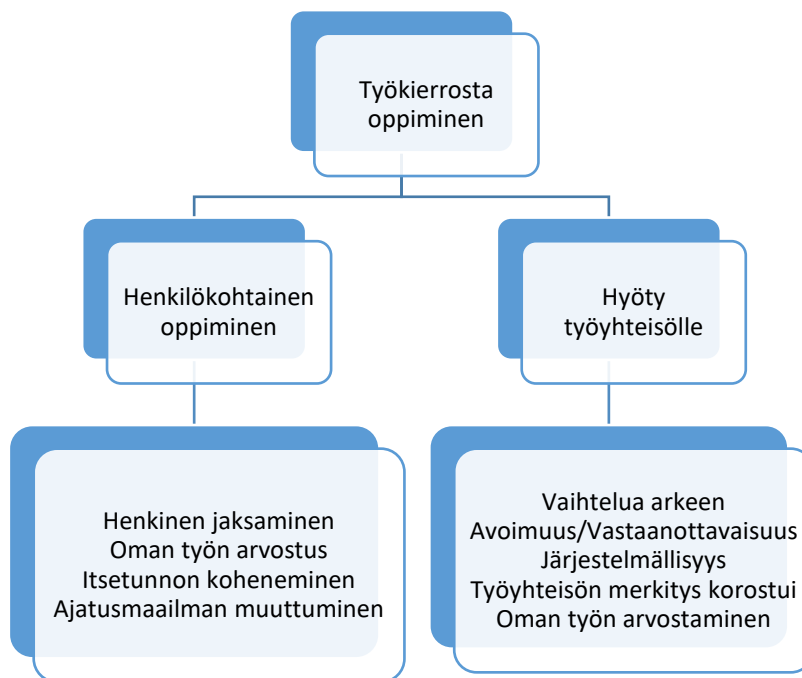 Työkierrosta
oppiminen
Henkilökohtainen
oppiminen
Hyöty
työyhteisölle
Henkinen jaksaminen
Oman työn arvostus
Itsetunnon koheneminen
Ajatusmaailman muuttuminen
Vaihtelua arkeen
Avoimuus/Vastaanottavaisuus
Järjestelmällisyys
Työyhteisön merkitys korostui
Oman työn arvostaminen